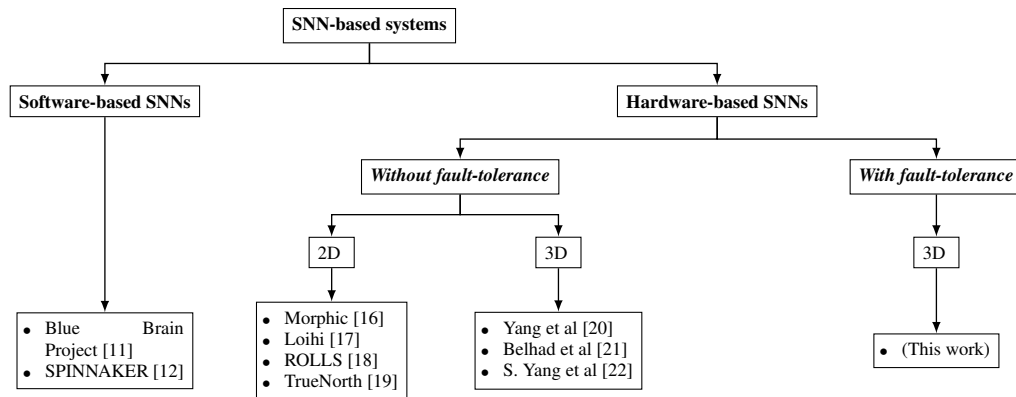 SNN-based systems
Software-based SNNs
Hardware-based SNNs
Without fault-tolerance
With fault-tolerance
2D
3D
3D
• Blue Brain
Project [11]
• SPINNAKER [12]
• Morphic [16]
• Loihi [17]
• ROLLS [18]
• TrueNorth [19]
• Yang et al [20]
• Belhad et al [21]
• S. Yang et al [22]
• (This work)